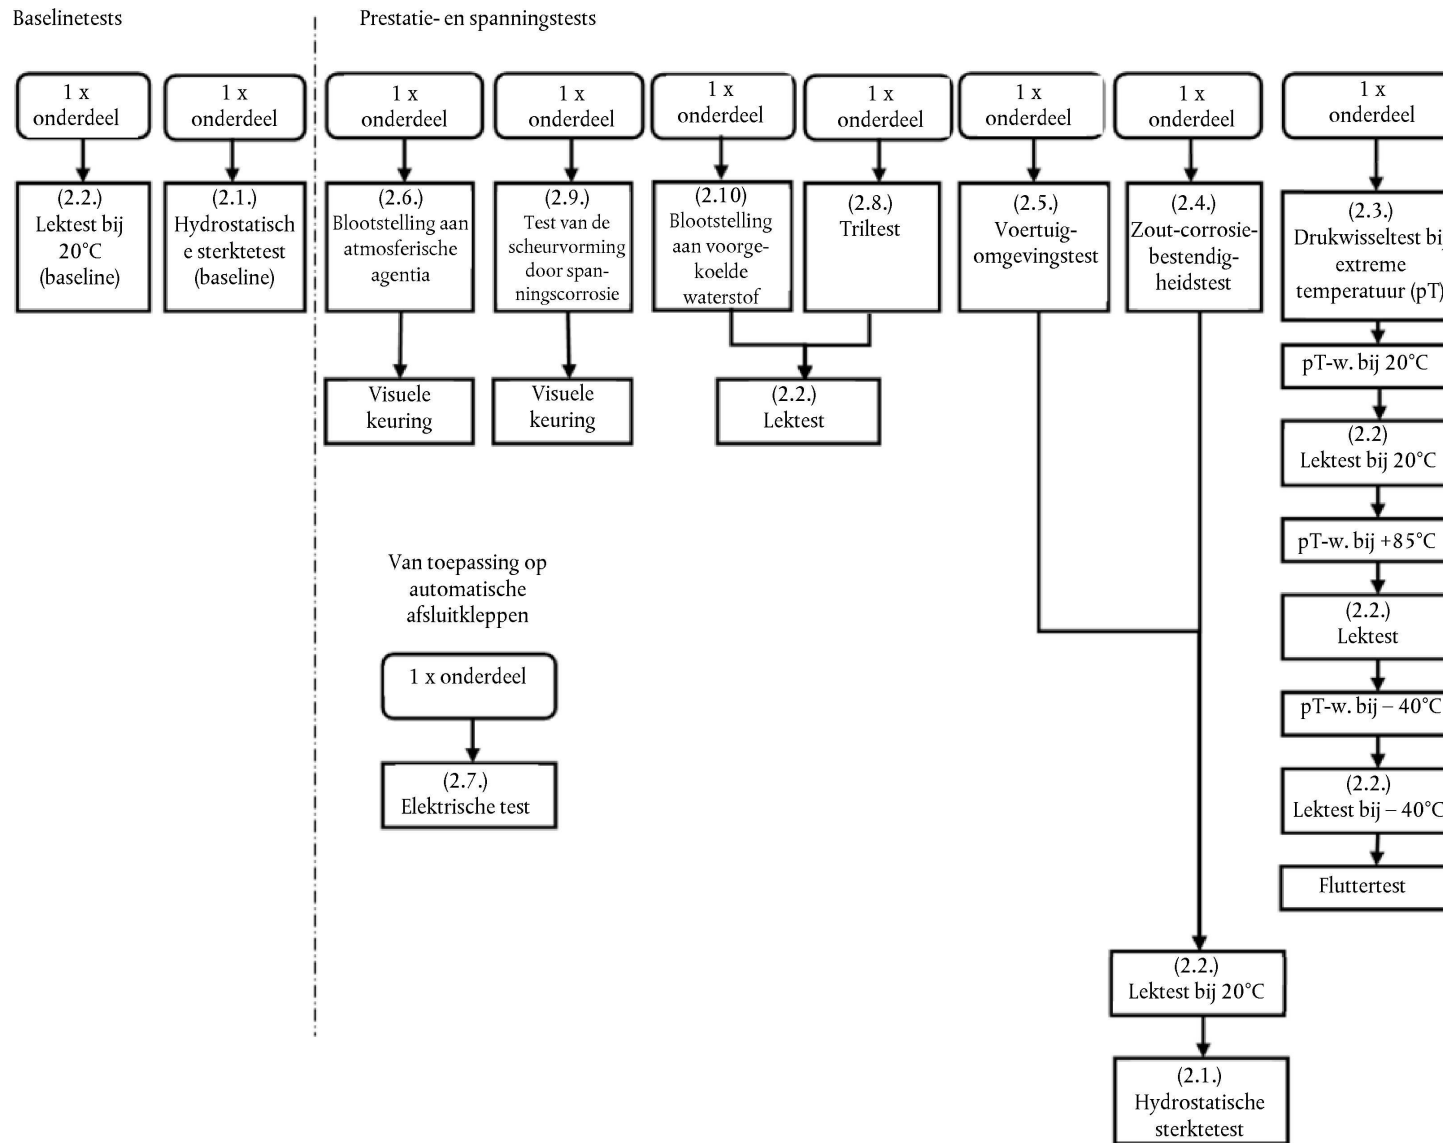 Baselinetests
Prestatie- en spanningstests
1 x
onderdeel
1 x
onderdeel
1 x
onderdeel
1 x
onderdeel
1 x
onderdeel
1 x
onderdeel
1 x
onderdeel
1 x
onderdeel
1 x
onderdeel
(2.2.)
Lektest bij
20°C
(baseline)
(2.1.)
Hydrostatisch
e sterktetest
(baseline)
(2.6.)
Blootstelling aan
atmosferische
agentia
(2.9.)
Test van de
scheurvorming
door span-
ningscorrosie
(2.10)
Blootstelling
aan voorge-
koelde
waterstof
(2.8.)
Triltest
(2.5.)
Voertuig-
omgevingstest
(2.4.)
Zout-corrosie-
bestendig-
heidstest
(2.3.)
Drukwisseltest bij
extreme
temperatuur (pT)
Visuele
keuring
Visuele
keuring
(2.2.)
Lektest
pT-w. bij 20°C
(2.2)
Lektest bij 20°C
pT-w. bij +85°C
(2.2.)
Lektest
pT-w. bij – 40°C
(2.2.)
Lektest bij – 40°C
Fluttertest
Van toepassing op
automatische
afsluitkleppen
1 x onderdeel
(2.7.)
Elektrische test
(2.2.)
Lektest bij 20°C
(2.1.)
Hydrostatische
sterktetest